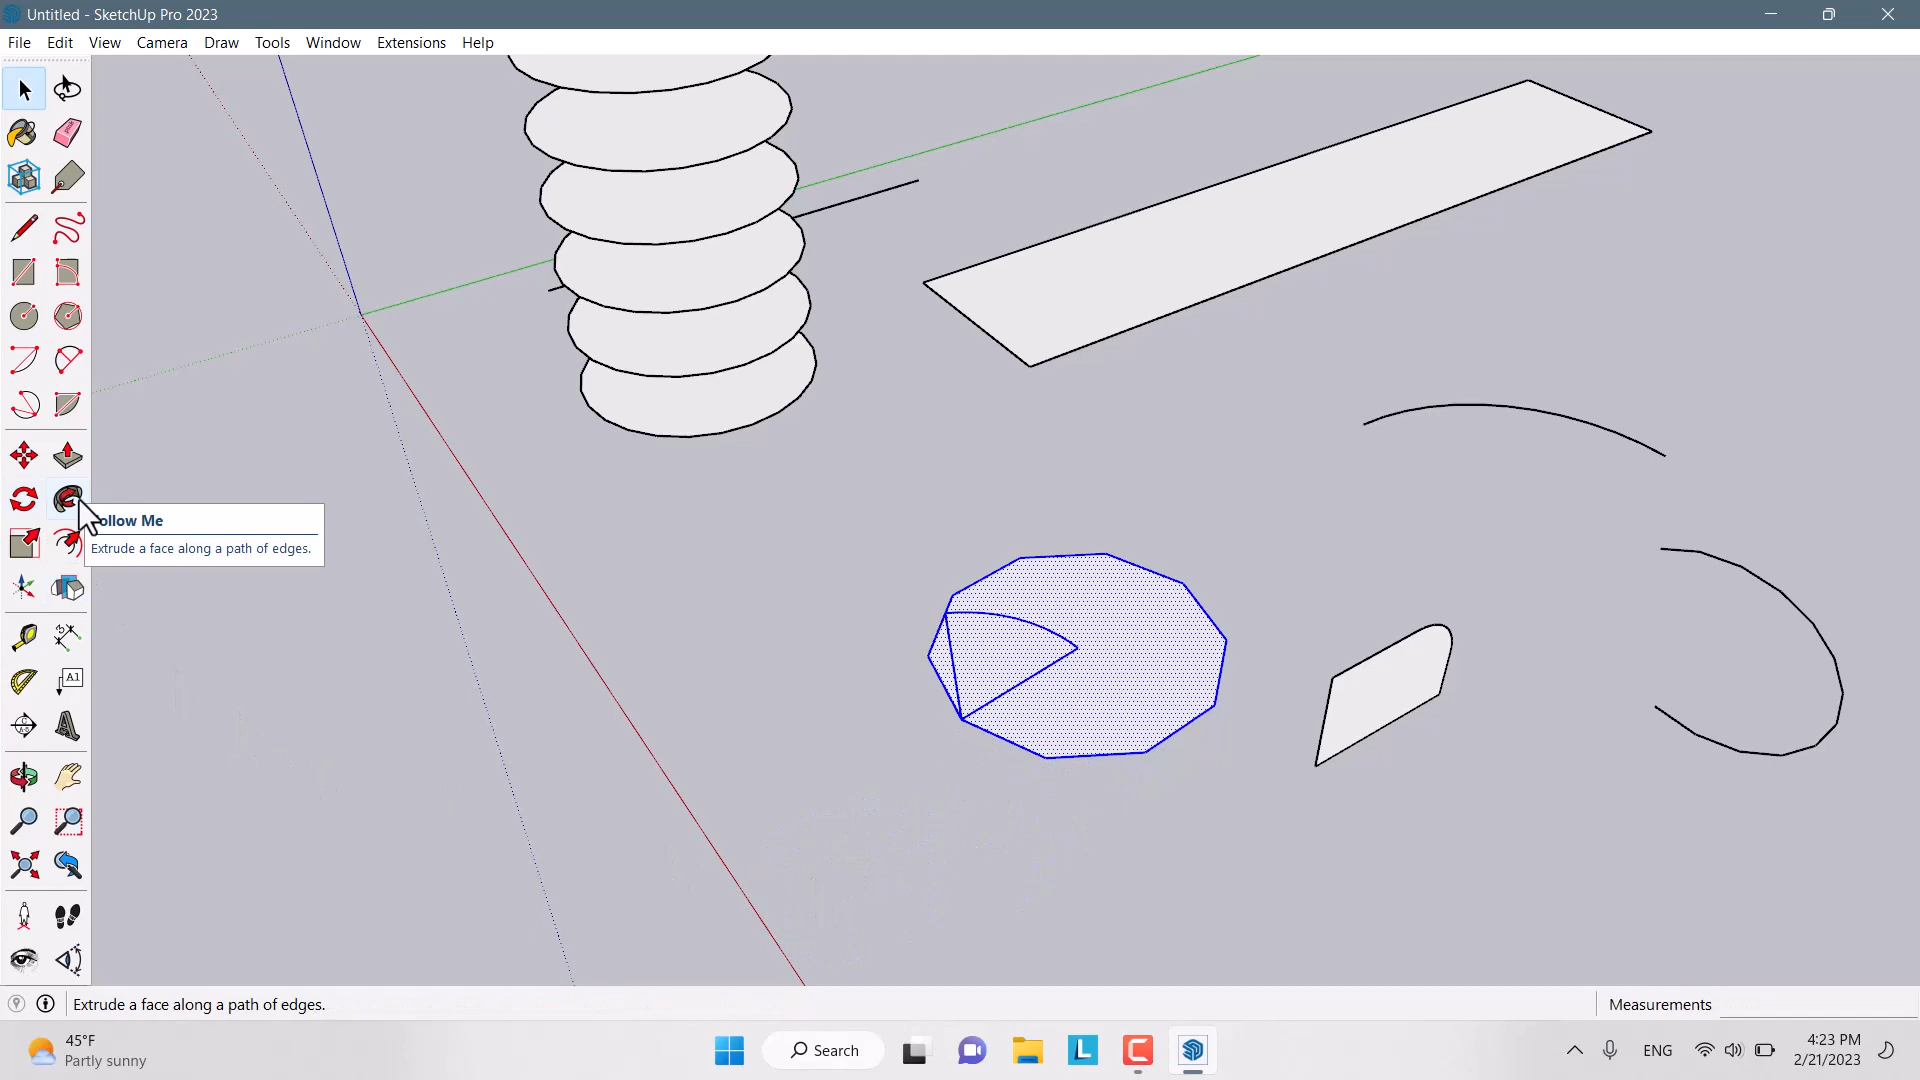 Untitled - SketchUp Pro 2023
File Edit View Camera Draw Tools Window Extensions Help
A1
ollow Me
Extrude a face along a path of edges.
Extrude a face along a path of edges.
Measurements
45°F
Partly sunny
Search
L
C
ENG
4:23 PM
2/21/2023